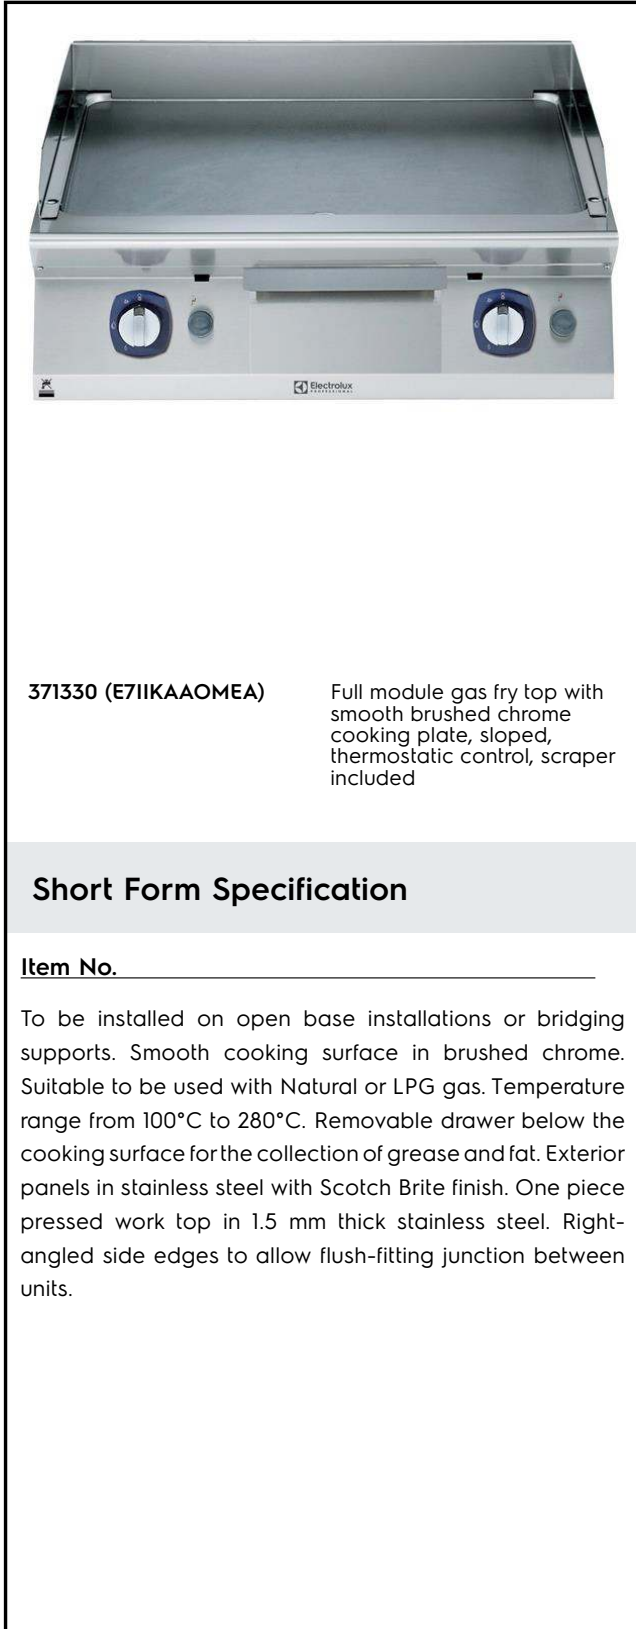 Electrolux
PROFESSIONAL
371330 (E7IIKAAOMEA)
Full module gas fry top with
smooth brushed chrome
cooking plate, sloped,
thermostatic control, scraper
included
Short Form Specification
Item No.
To be installed on open base installations or bridging
supports. Smooth cooking surface in brushed chrome.
Suitable to be used with Natural or LPG gas. Temperature
range from 100°C to 280°C. Removable drawer below the
cooking surface for the collection of grease and fat. Exterior
panels in stainless steel with Scotch Brite finish. One piece
pressed work top in 1.5 mm thick stainless steel. Right-
angled side edges to allow flush-fitting junction between
units.